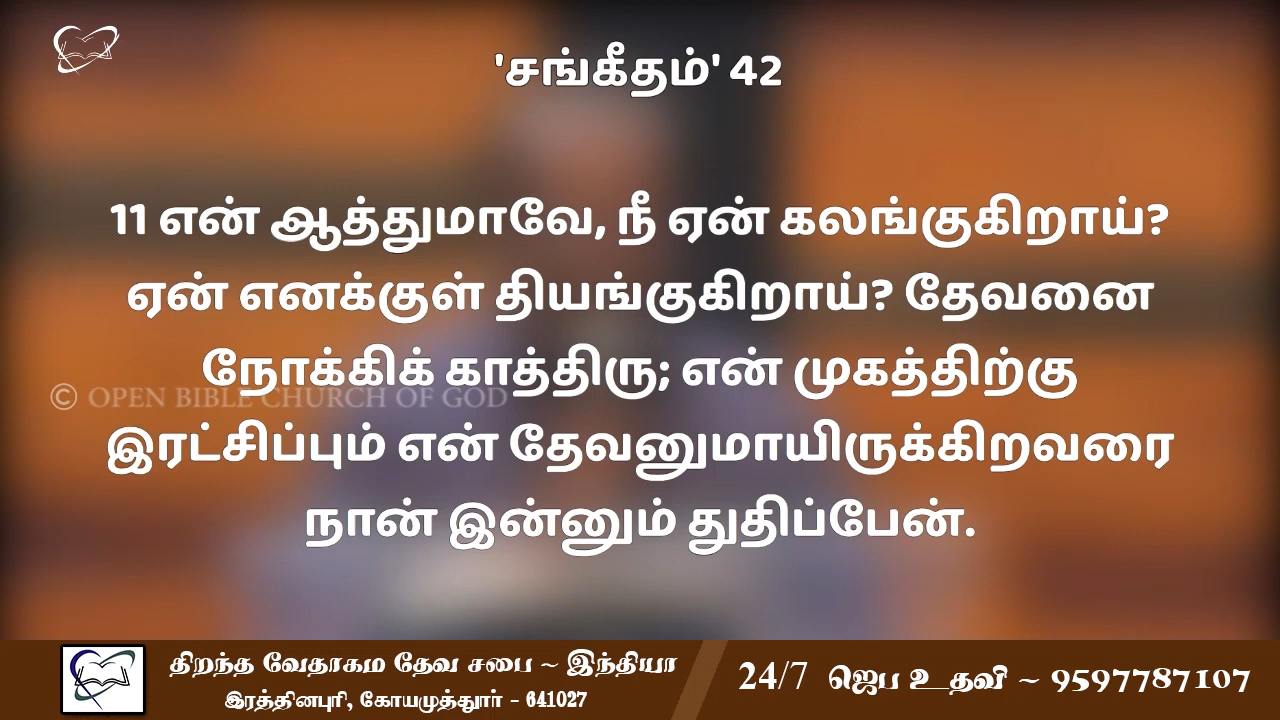 'சங்கீதம்' 42
11 என் ஆத்துமாவே, நீ ஏன் கலங்குகிறாய்?
ஏன் எனக்குள் தியங்குகிறாய்? தேவனை
நோக்கிக் காத்திரு; என் முகத்திற்கு
© OPEN BIBLE CHURCH OF GOD
இரட்சிப்பும் என் தேவனுமாயிருக்கிறவரை
நான் இன்னும் துதிப்பேன்.
திறந்த வேதாகம தேவ சபை ~ இந்தியா
இரத்தினபுரி, கோயமுத்தூர் - 641027
24/7 ஜெப உதவி ~ 9597787107